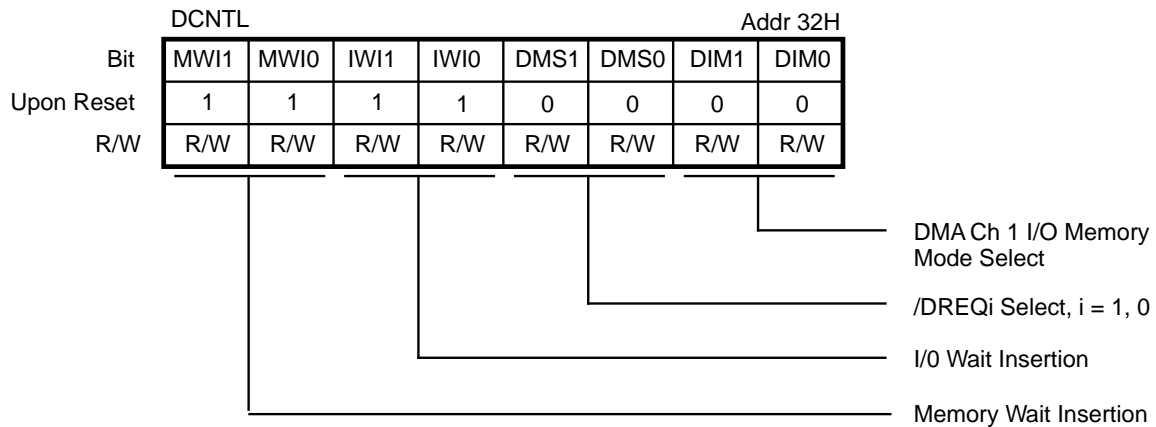 DCNTL Addr 32H
Bit MWI1 MWI0 IWI1 IWI0 DMS1 DMS0 DIM1 DIM0
Upon Reset 1 1 1 1 0 0 0 0
R/W R/W R/W R/W R/W R/W R/W R/W R/W
DMA Ch 1 I/O Memory
Mode Select
/DREQi Select, i = 1, 0
I/0 Wait Insertion
Memory Wait Insertion